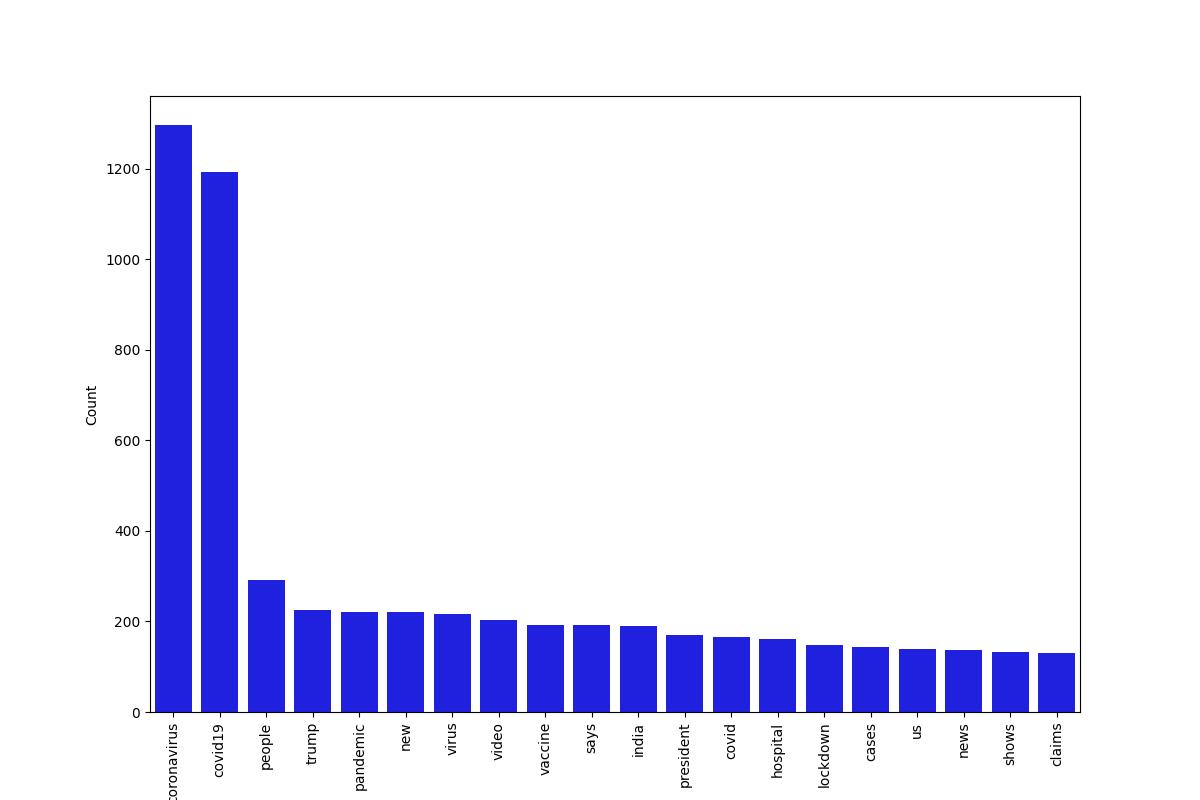 1200
1000
800
600
400
200
0
Count
oronavirus
covid19
people
trump
pandemic
new
virus
video
vaccine
says
india
president
covid
hospital
lockdown
cases
us
news
shows
claims